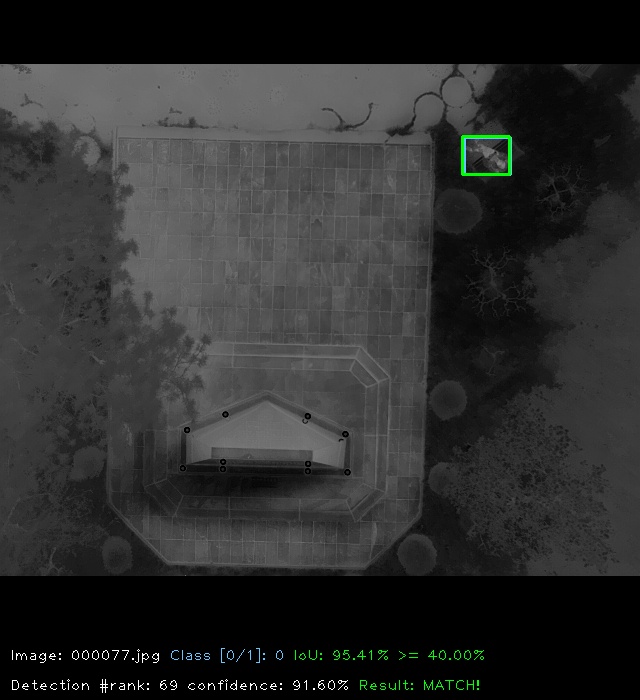 Image: 000077.jpg Class [0/1]: 0 IoU: 95.41% >= 40.00%
Detection #rank: 69 confidence: 91.60% Result: MATCH!